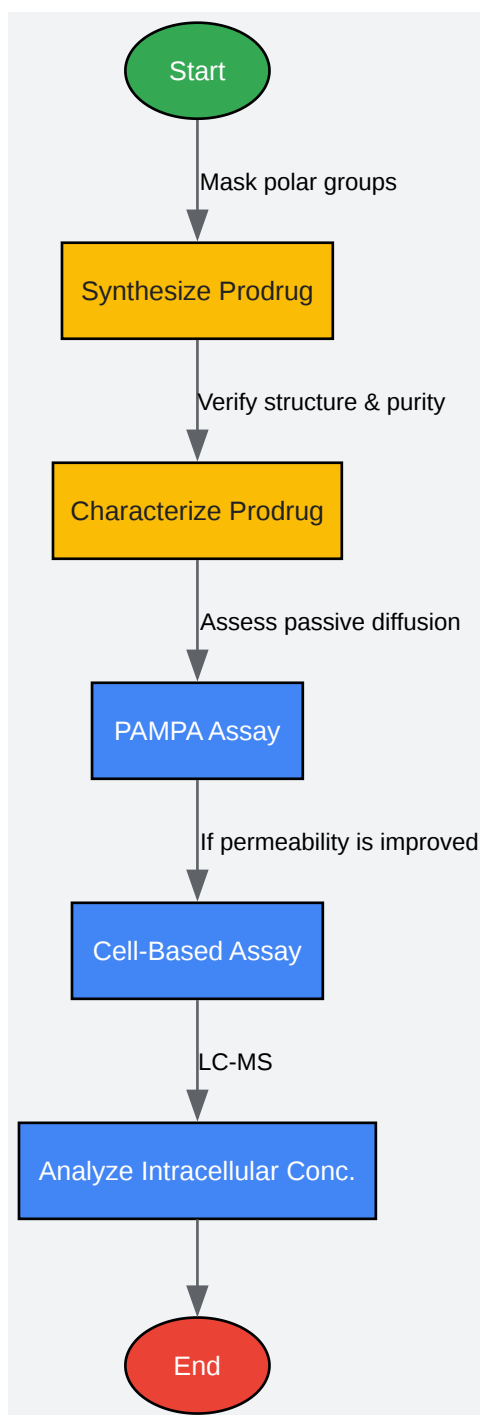 Start
Mask polar groups
Synthesize Prodrug
Verify structure & purity
Characterize Prodrug
Assess passive diffusion
PAMPA Assay
If permeability is improved
Cell-Based Assay
LC-MS
Analyze Intracellular Conc.
End